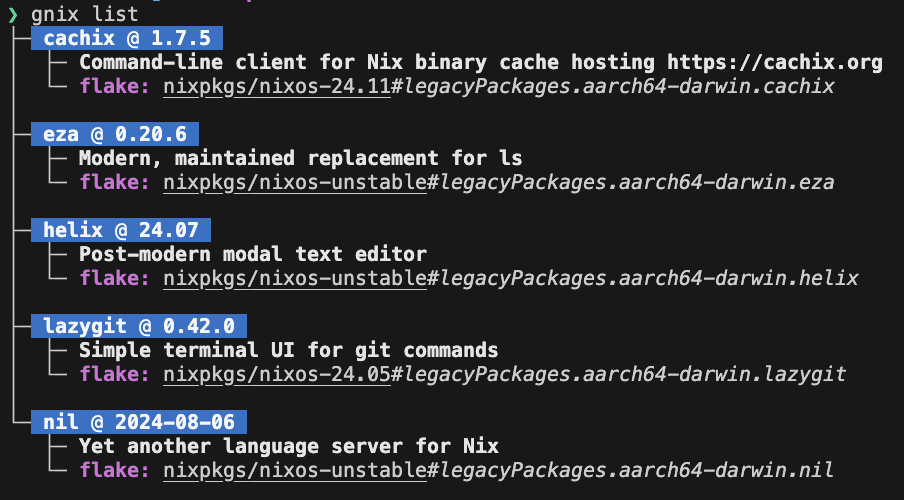 ❯ gnix list
cachix @ 1.7.5
Command-line client for Nix binary cache hosting https://cachix.org
flake: nixpkgs/nixos-24.11#legacyPackages.aarch64-darwin.cachix
eza @ 0.20.6
Modern, maintained replacement for ls
flake: nixpkgs/nixos-unstable#legacyPackages.aarch64-darwin.eza
helix @ 24.07
Post-modern modal text editor
flake: nixpkgs/nixos-unstable#legacyPackages.aarch64-darwin.helix
lazygit @ 0.42.0
Simple terminal UI for git commands
flake: nixpkgs/nixos-24.05#legacyPackages.aarch64-darwin.lazygit
nil @ 2024-08-06
Yet another language server for Nix
flake: nixpkgs/nixos-unstable#legacyPackages.aarch64-darwin.nil